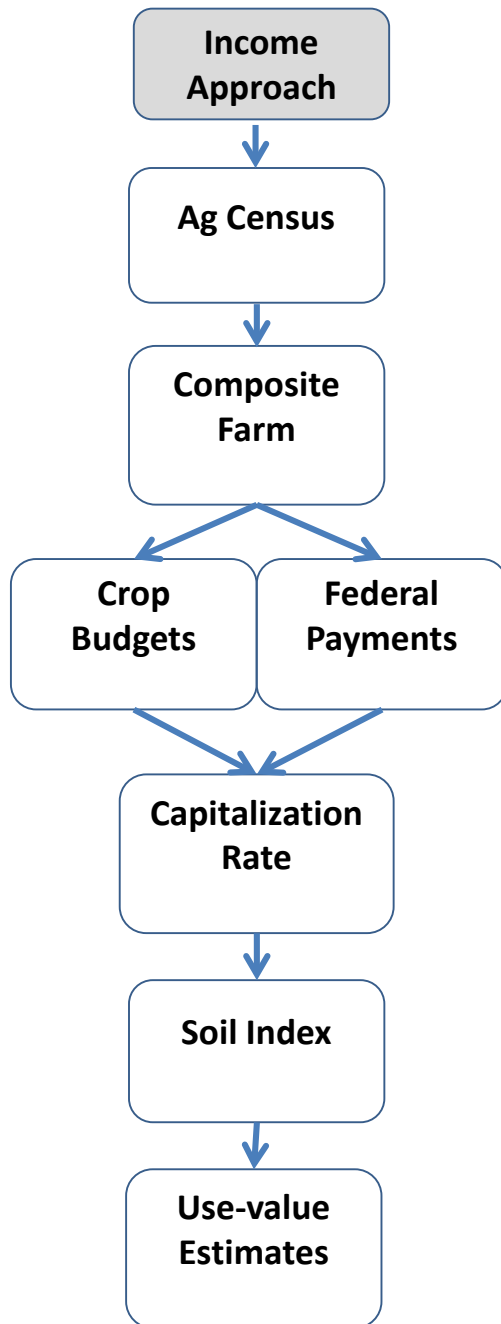 Income
Approach
Ag Census
Composite
Farm
Crop
Budgets
Federal
Payments
Capitalization
Rate
Soil Index
Use-value
Estimates